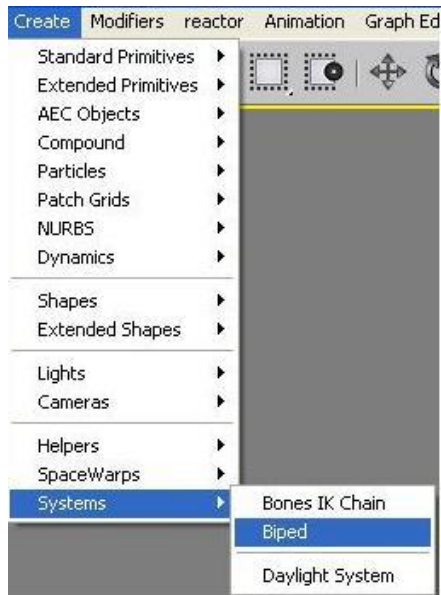 Create Modifiers reactor Animation Graph Ed
Standard Primitives
Extended Primitives
AEC Objects
Compound
Particles
Patch Grids
NURBS
Dynamics
Shapes
Extended Shapes
Lights
Cameras
Helpers
SpaceWarps
Systems
Bones IK Chain
Biped
Daylight System